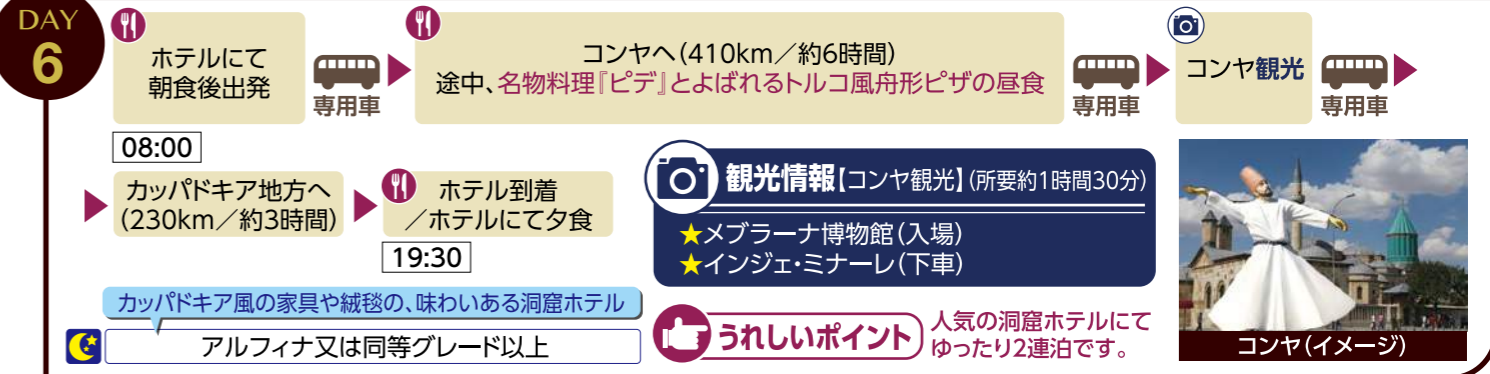 DAY
6
ホテルにて
朝食後出発
専用車
コンヤへ(410km/約6時間)
途中、名物料理『ピデ』とよばれるトルコ風舟形ピザの昼食
専用車
コンヤ観光
専用車
08:00
カッパドキア地方へ
(230km/約3時間)
ホテル到着
/ホテルにて夕食
19:30
観光情報【コンヤ観光】(所要約1時間30分)
★メブラーナ博物館(入場)
★インジェ・ミナーレ(下車)
カッパドキア風の家具や絨毯の、味わいある洞窟ホテル
アルフィナ又は同等グレード以上
うれしいポイント
人気の洞窟ホテルにて
ゆったり2連泊です。
コンヤ(イメージ)